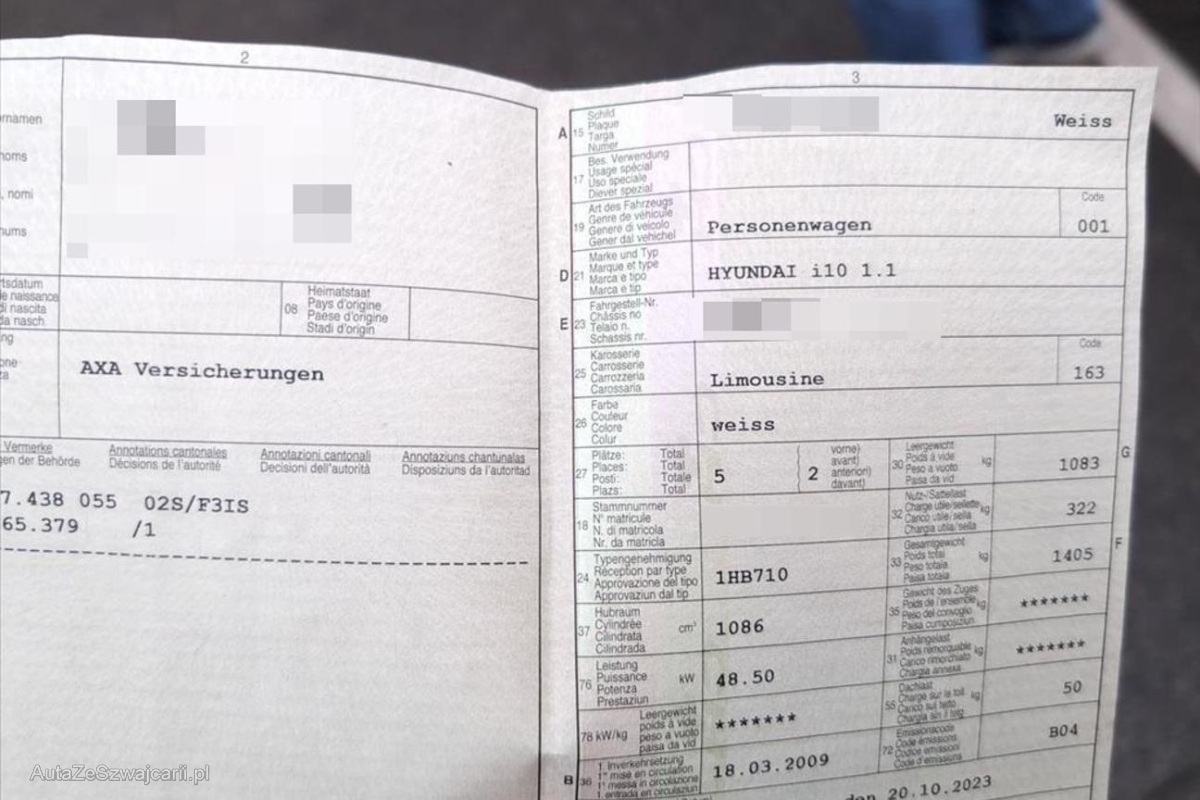 2
ornamen
noms
, nomi
nums
rtsdatum
e naissance
di nascita
da nasch.
08
Heimatstaat
Pays d'origine
Paese d'origine
Stadi d'origin
AXA Versicherungen
Vermerke
gen der Behörde
Annotations cantonales
Décisions de l'autorité
Annotazioni cantonali
Decisioni dell'autorità
Annotaziuns chantunalas
Disposiziuns da l'autoritad
7.438 055 02S/F3IS
65.379 /1
3
A 15
Schild
Plaque
Targa
Numer
Weiss
17
Bes. Verwendung
Usage spécial
Uso speciale
Diever spezial
19
Art des Fahrzeugs
Genre de véhicule
Genere di veicolo
Gener dal vehichel
Personenwagen
Code
001
D 21
Marke und Typ
Marque et type
Marca e tipo
Marca e tip
HYUNDAI i10 1.1
E 23
Fahrgestell-Nr.
Châssis no
Telaio n.
Schassis nr.
25
Karosserie
Carrosserie
Carrozzeria
Carossaria
Limousine
Code
163
26
Farbe
Couleur
Colore
Colur
weiss
27
Plätze: Total
Places: Total
Posti: Totale
Plazs: Total
5
2
vorne)
avant)
anteriori)
davant)
30
Leergewicht
Poids à vide
Peso a vuoto
Paisa da vid
kg
1083
G
18
Stammnummer
N° matricule
N. di matricola
Nr. da matricla
32
Nutz-/Sattellast
Charge utile/sellette
Carico utile/sella
Chargia utila/sella
kg
322
24
Typengenehmigung
Réception par type
Approvazione del tipo
Approvaziun dal tip
1HB710
33
Gesamtgewicht
Poids total
Peso totale
Paisa totala
kg
1405
F
37
Hubraum
Cylindrée
Cilindrata
Cilindrada
cm³
1086
35
Gewicht des Zuges
Poids de l'ensemble
Peso del convoglio
Paisa cumposiziun
kg
*******
76
Leistung
Puissance
Potenza
Prestaziun
kW
48.50
31
Anhängelast
Poids remorquable
Carico rimorchiato
Chargia annexa
kg
*******
78 kW/kg
Leergewicht
poids à vide
peso a vuoto
paisa da vid
*******
55
Dachlast
Charge sur le toit
Carico sul tetto
Chargia sin il tetg
kg
50
B 36
1. Inverkehrsetzung
1re mise en circulation
1a messa in circolazione
1. entrada en circulaziun
18.03.2009
72
Emissionscode
Code émissions
Codice emissioni
Code d'emissiuns
B04
20.10.2023
AutaZeSzwajcarii.pl